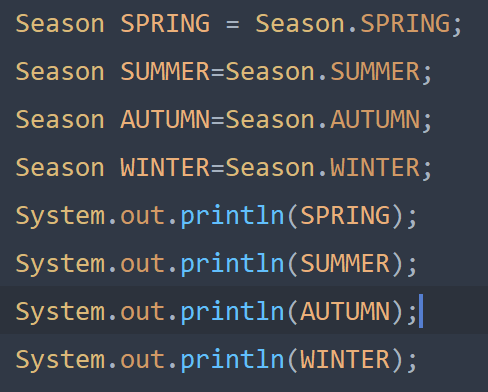 Season SPRING = Season.SPRING;
Season SUMMER=Season.SUMMER;
Season AUTUMN=Season.AUTUMN;
Season WINTER=Season.WINTER;
System.out.println(SPRING);
System.out.println(SUMMER);
System.out.println(AUTUMN);
System.out.println(WINTER);